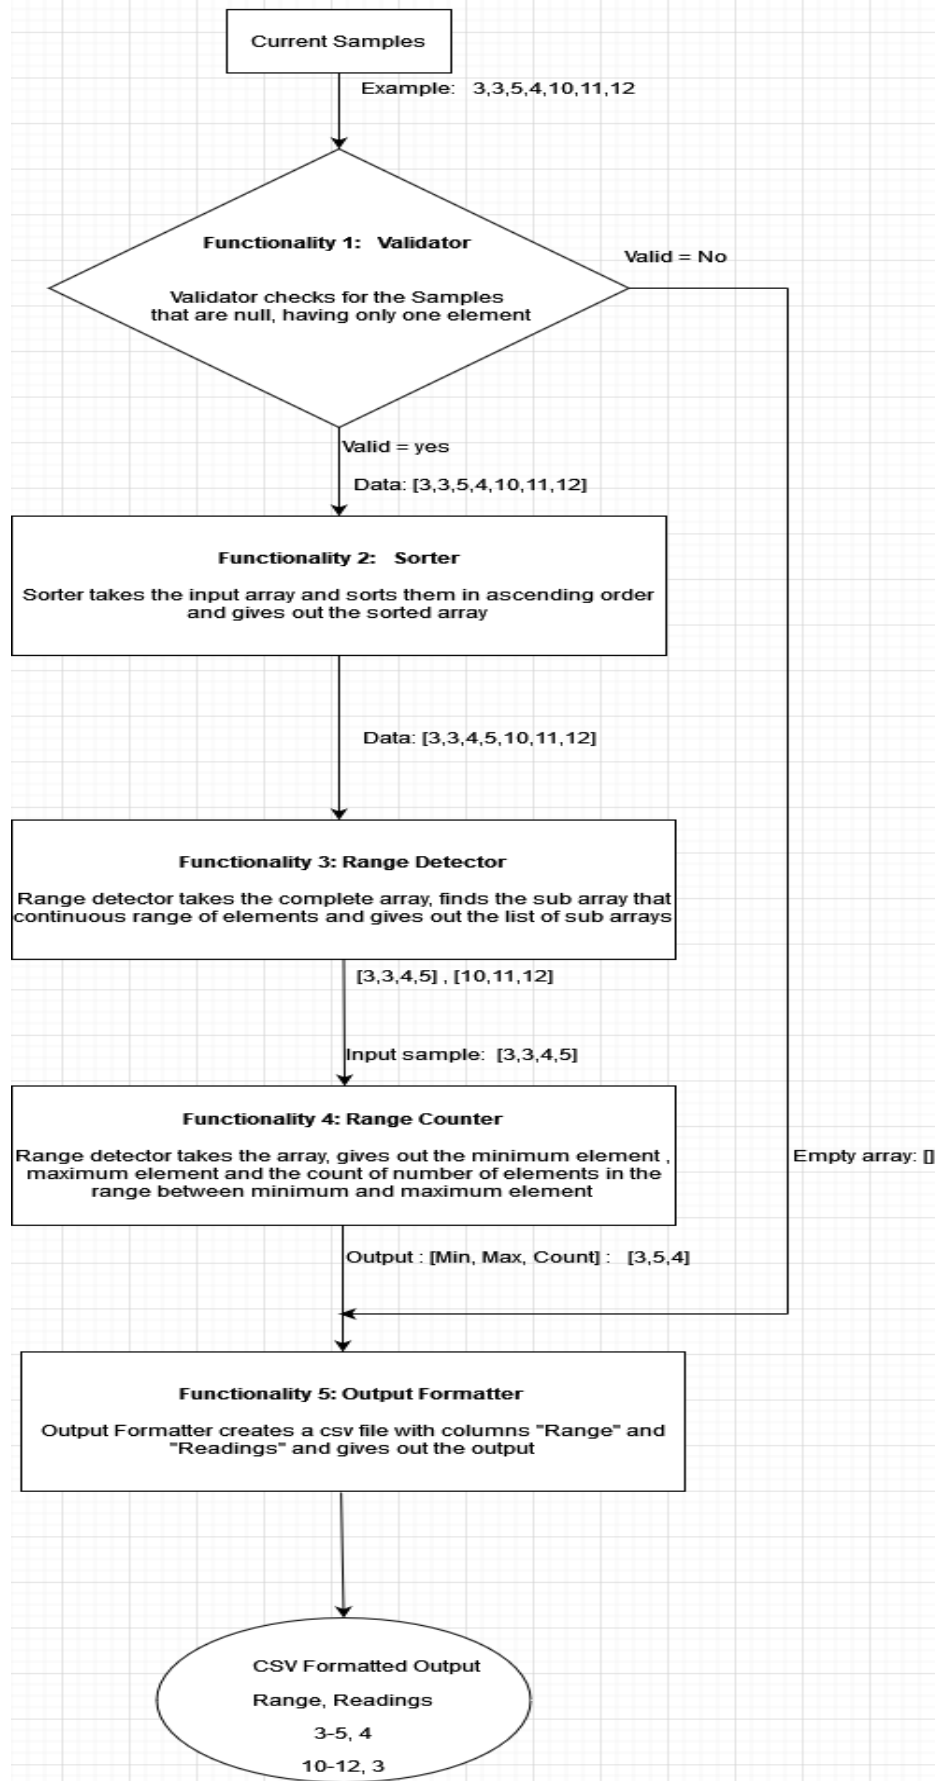 Current Samples
Example: 3,3,5,4,10,11,12
Functionality 1: Validator
Validator checks for the Samples
that are null, having only one element
Valid = No
Valid = yes
Data: [3,3,5,4,10,11,12]
Functionality 2: Sorter
Sorter takes the input array and sorts them in ascending order
and gives out the sorted array
Data: [3,3,4,5,10,11,12]
Functionality 3: Range Detector
Range detector takes the complete array, finds the sub array that
continuous range of elements and gives out the list of sub arrays
[3,3,4,5] , [10,11,12]
Input sample: [3,3,4,5]
Functionality 4: Range Counter
Range detector takes the array, gives out the minimum element ,
maximum element and the count of number of elements in the
range between minimum and maximum element
Empty array: []
Output : [Min, Max, Count] : [3,5,4]
Functionality 5: Output Formatter
Output Formatter creates a csv file with columns "Range" and
"Readings" and gives out the output
CSV Formatted Output
Range, Readings
3-5, 4
10-12, 3